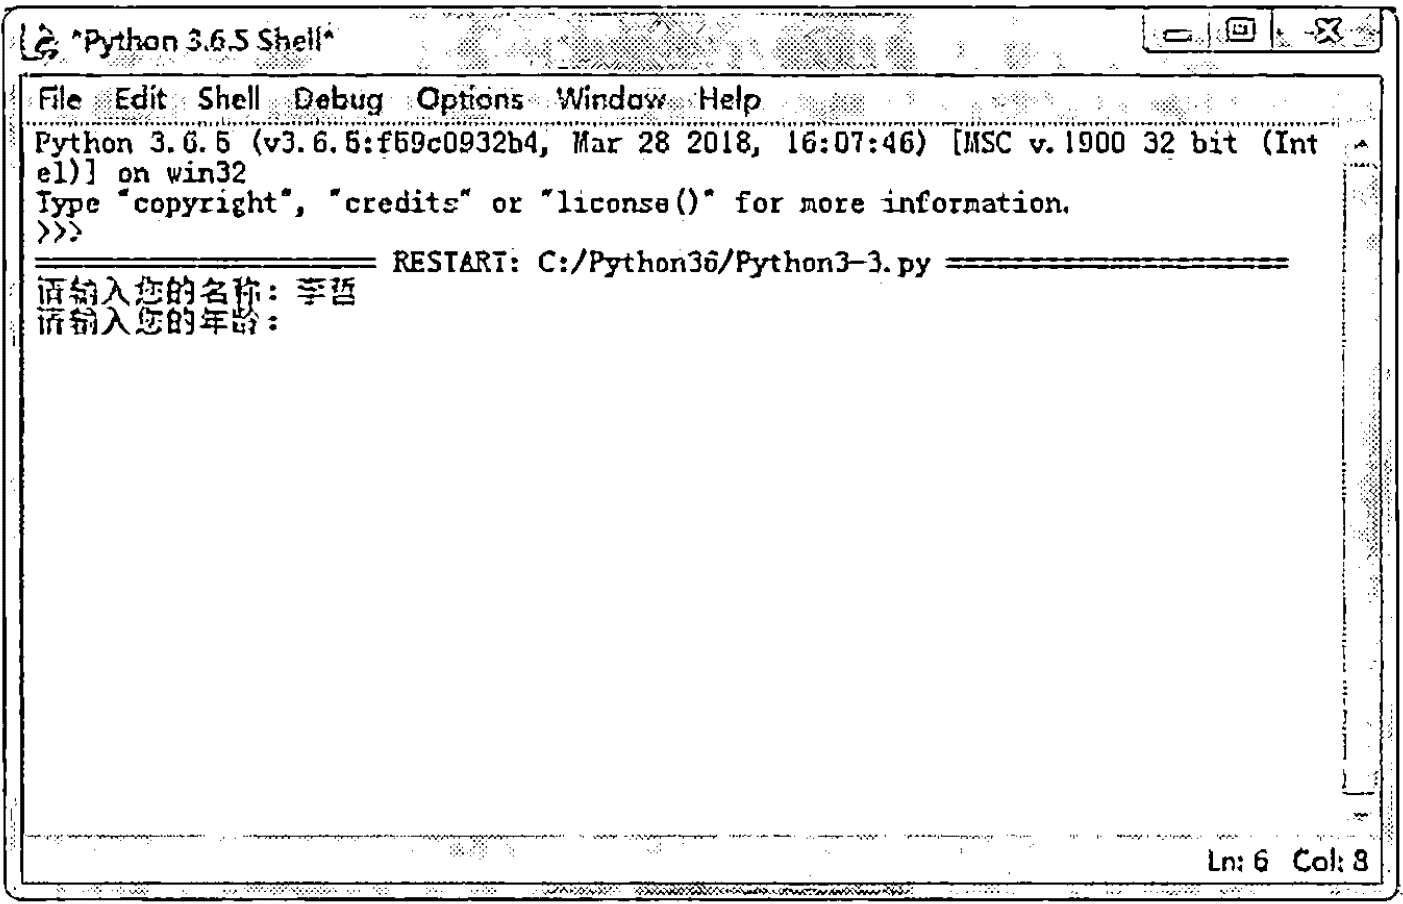 *Python 3.6.5 Shell*
File Edit Shell Debug Options Window Help
Python 3.6.5 (v3.6.5:f59c0932b4, Mar 28 2018, 16:07:46) [MSC v.1900 32 bit (Int
el)] on win32
Type "copyright", "credits" or "license()" for more information.
>>>
==================== RESTART: C:/Python36/Python3-3.py ====================
请输入您的名称：李哲
请输入您的年龄：
Ln: 6 Col: 8